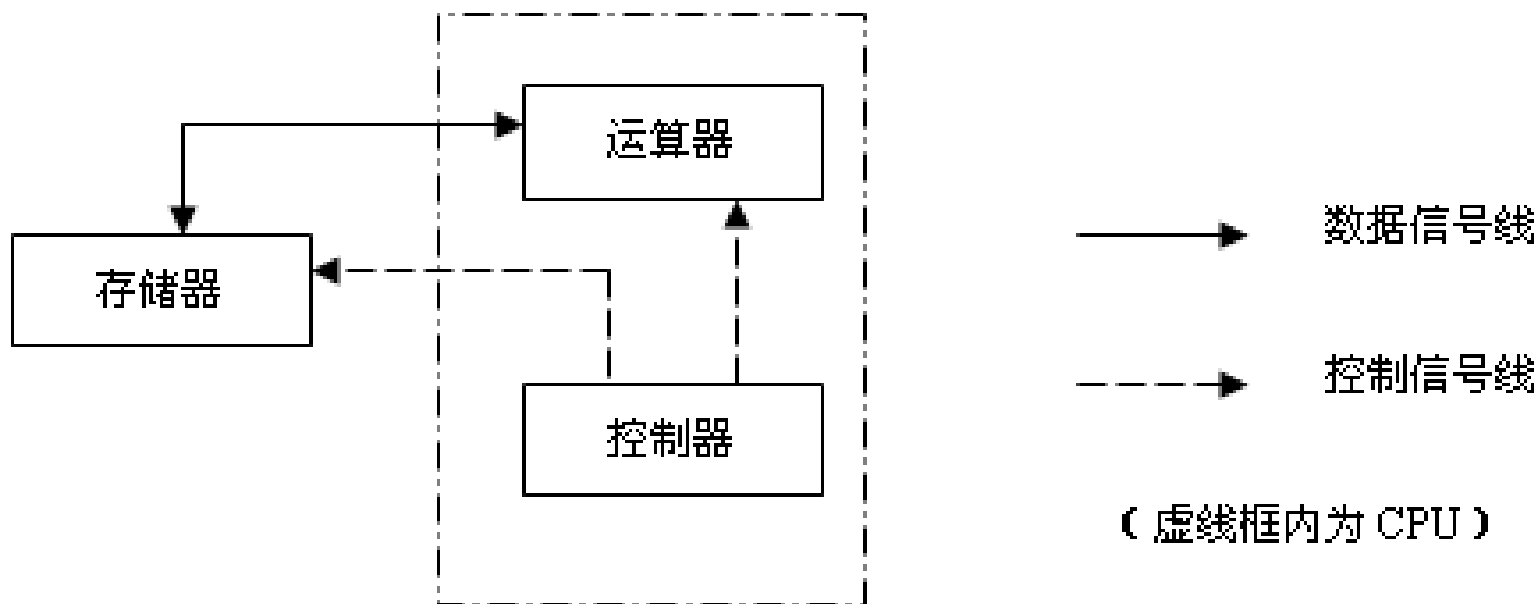 运算器
数据信号线
存储器
控制信号线
控制器
（虚线框内为 CPU）